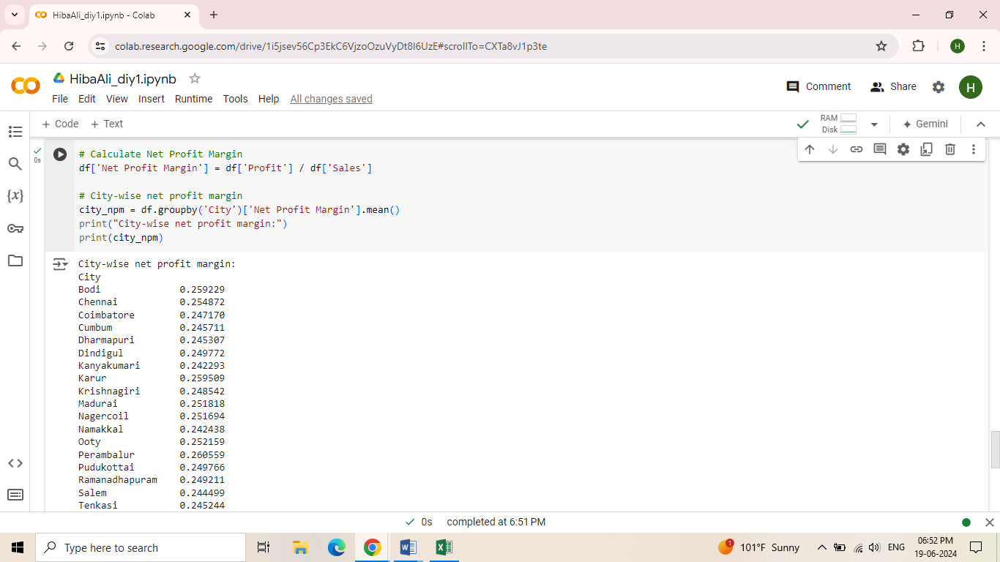 HibaAli_diy1.ipynb - Colab
colab.research.google.com/drive/1i5jsev56Cp3EkC6VjzoOzuVyDt8I6UzE#scrollTo=CXTa8vJ1p3te
H
HibaAli_diy1.ipynb
File Edit View Insert Runtime Tools Help All changes saved
Comment Share H
+ Code + Text
RAM
Disk
Gemini
0s
# Calculate Net Profit Margin
df['Net Profit Margin'] = df['Profit'] / df['Sales']
# City-wise net profit margin
city_npm = df.groupby('City')['Net Profit Margin'].mean()
print("City-wise net profit margin:")
print(city_npm)
City-wise net profit margin:
City
Bodi 0.259229
Chennai 0.254872
Coimbatore 0.247170
Cumbum 0.245711
Dharmapuri 0.245307
Dindigul 0.249772
Kanyakumari 0.242293
Karur 0.259509
Krishnagiri 0.248542
Madurai 0.251818
Nagercoil 0.251694
Namakkal 0.242438
Ooty 0.252159
Perambalur 0.260559
Pudukottai 0.249766
Ramanadhapuram 0.249211
Salem 0.244499
Tenkasi 0.245244
0s completed at 6:51 PM
Type here to search
1
101°F Sunny
ENG
06:52 PM
19-06-2024